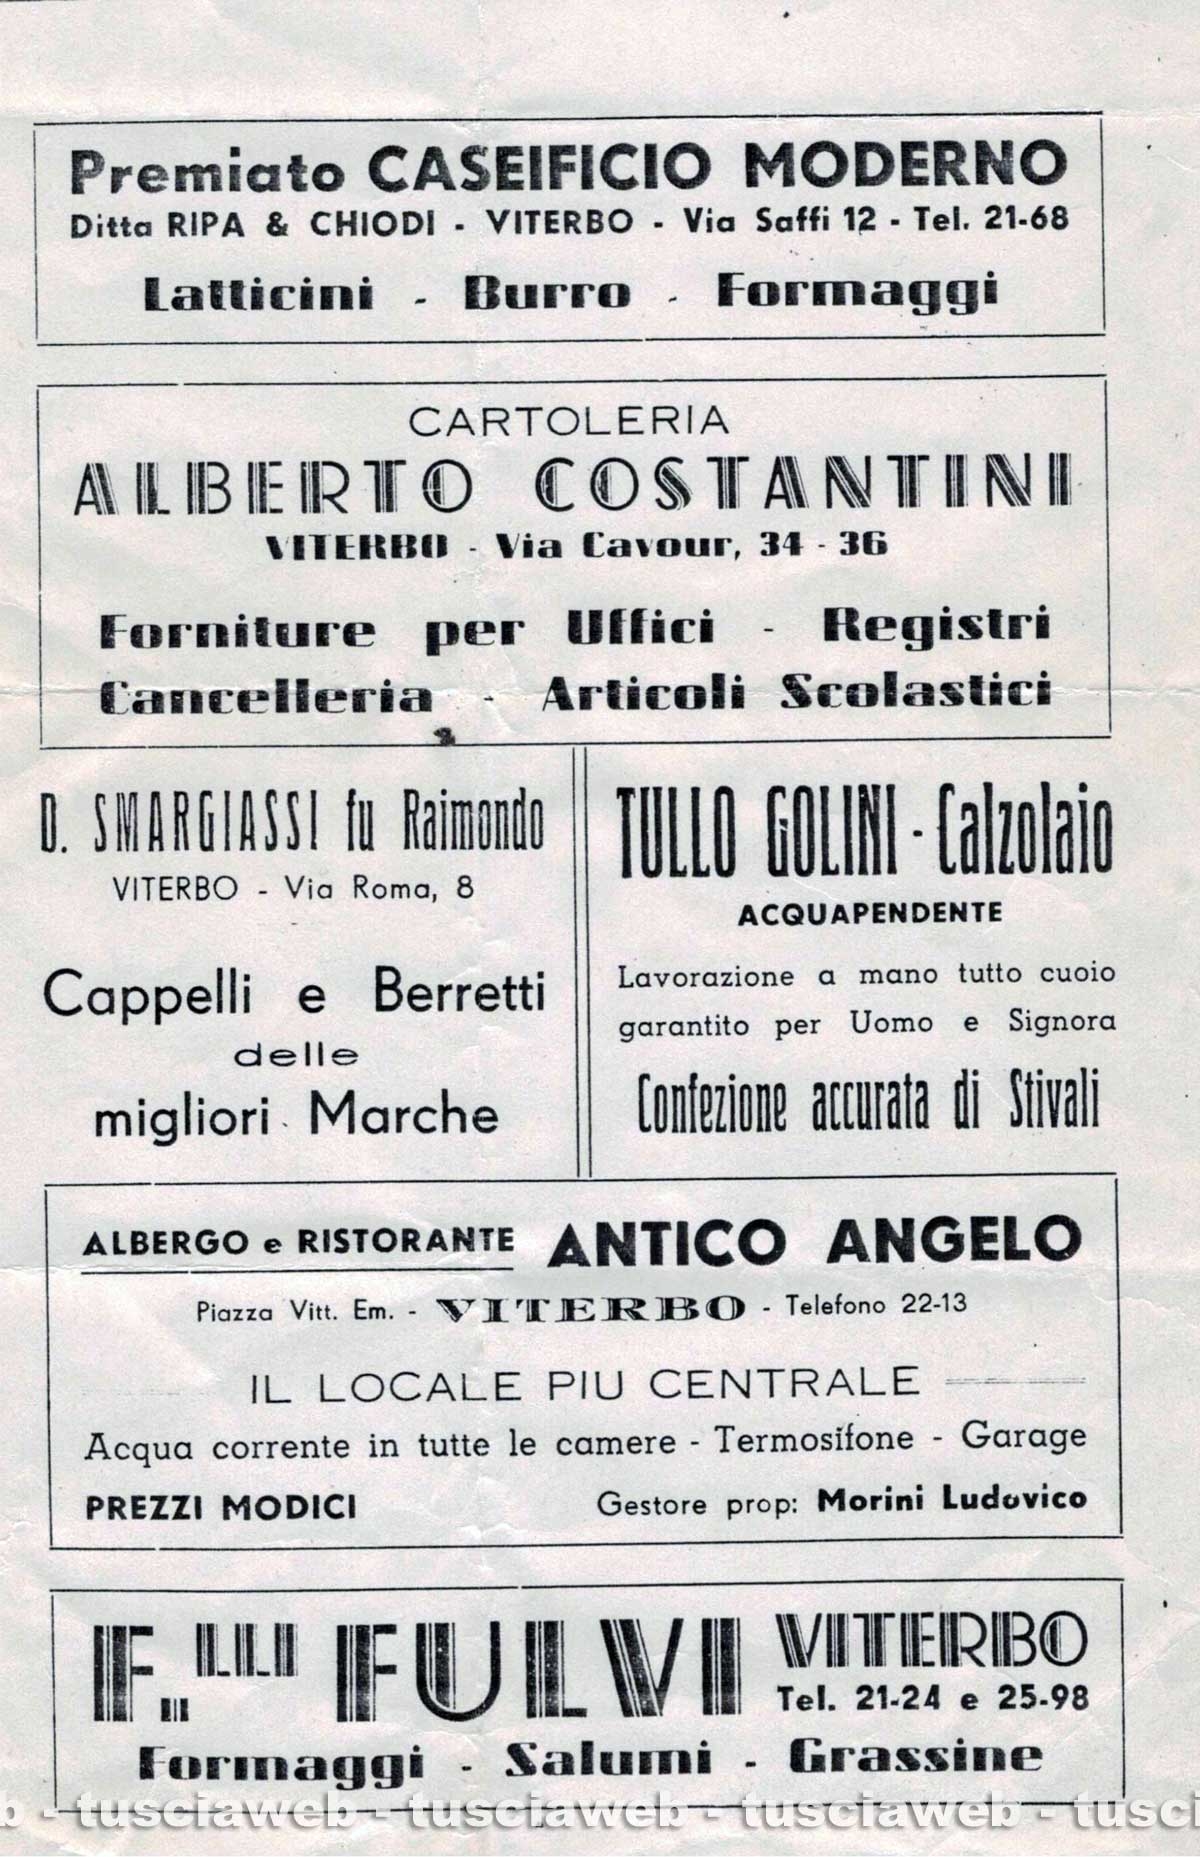 Premiato CASEIFICIO MODERNO
Ditta RIPA & CHIODI - VITERBO - Via Saffi 12 - Tel. 21-68
Latticini - Burro - Formaggi
CARTOLERIA
ALBERTO COSTANTINI
VITERBO - Via Cavour, 34 - 36
Forniture per Uffici - Registri
Cancelleria - Articoli Scolastici
D. SMARGIASSI fu Raimondo
VITERBO - Via Roma, 8
Cappelli e Berretti
delle
migliori Marche
TULLO GOLINI - Calzolaio
ACQUAPENDENTE
Lavorazione a mano tutto cuoio
garantito per Uomo e Signora
Confezione accurata di Stivali
ALBERGO e RISTORANTE ANTICO ANGELO
Piazza Vitt. Em. - VITERBO - Telefono 22-13
IL LOCALE PIU CENTRALE
Acqua corrente in tutte le camere - Termosifone - Garage
PREZZI MODICI Gestore prop: Morini Ludovico
F.LLI FULVI VITERBO
Tel. 21-24 e 25-98
Formaggi - Salumi - Grassine
b - tusciaweb - tusciaweb - tusciaweb - tuscia